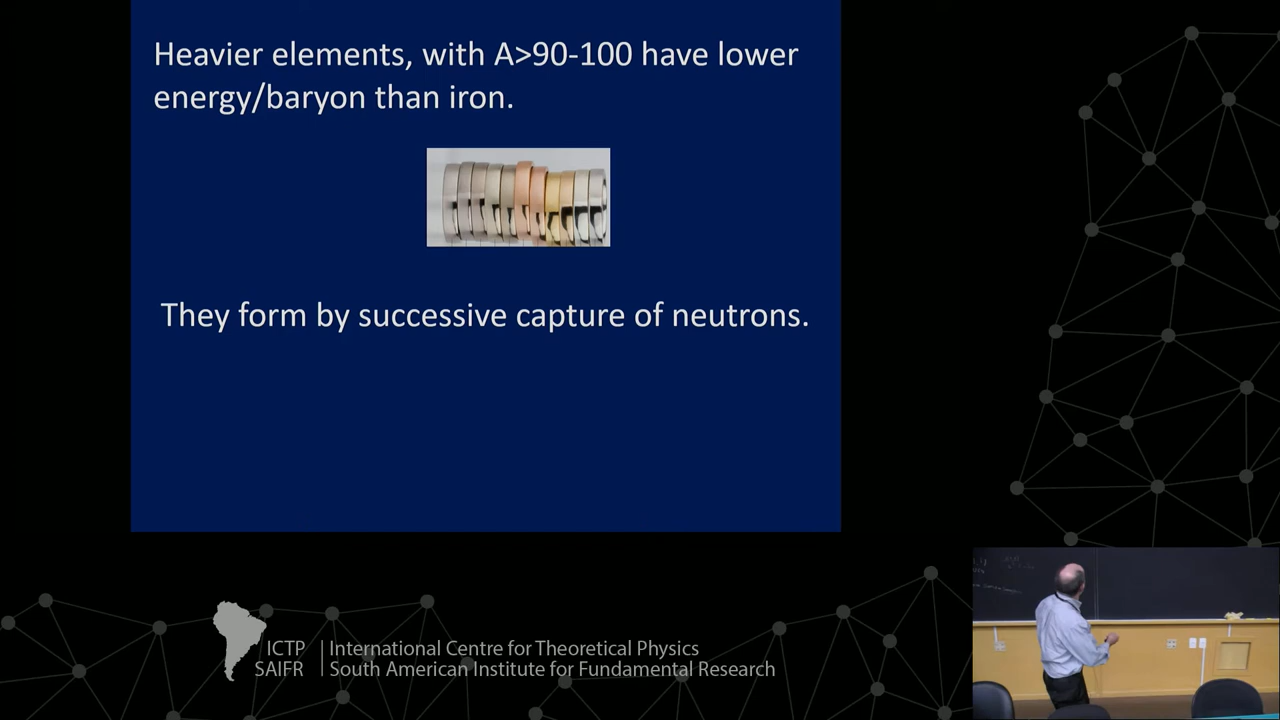 Heavier elements, with A>90-100 have lower
energy/baryon than iron.
They form by successive capture of neutrons.
ICTP
SAIFR
International Centre for Theoretical Physics
South American Institute for Fundamental Research